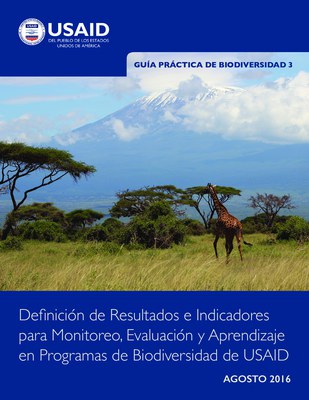 USAID
DEL PUEBLO DE LOS ESTADOS
UNIDOS DE AMÉRICA
GUÍA PRÁCTICA DE BIODIVERSIDAD 3
Definición de Resultados e Indicadores
para Monitoreo, Evaluación y Aprendizaje
en Programas de Biodiversidad de USAID
AGOSTO 2016